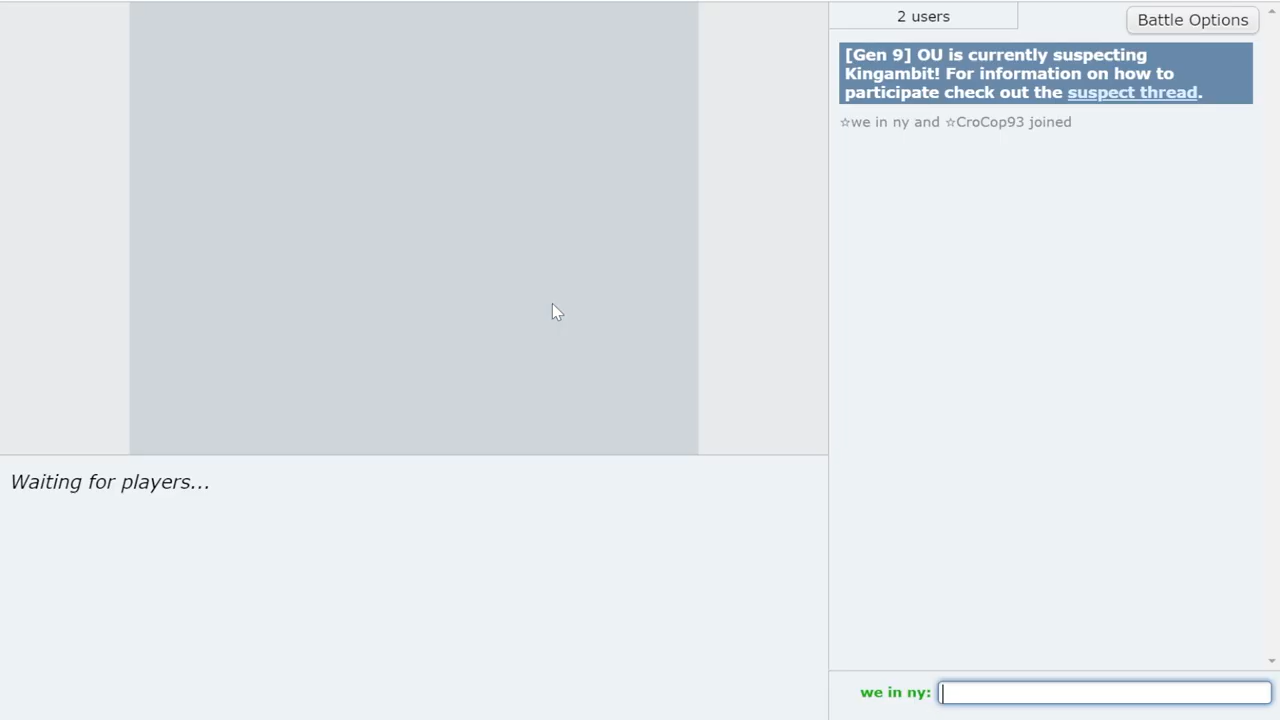 2 users
Battle Options
[Gen 9] OU is currently suspecting
Kingambit! For information on how to
participate check out the suspect thread.
☆we in ny and ☆CroCop93 joined
Waiting for players...
we in ny: